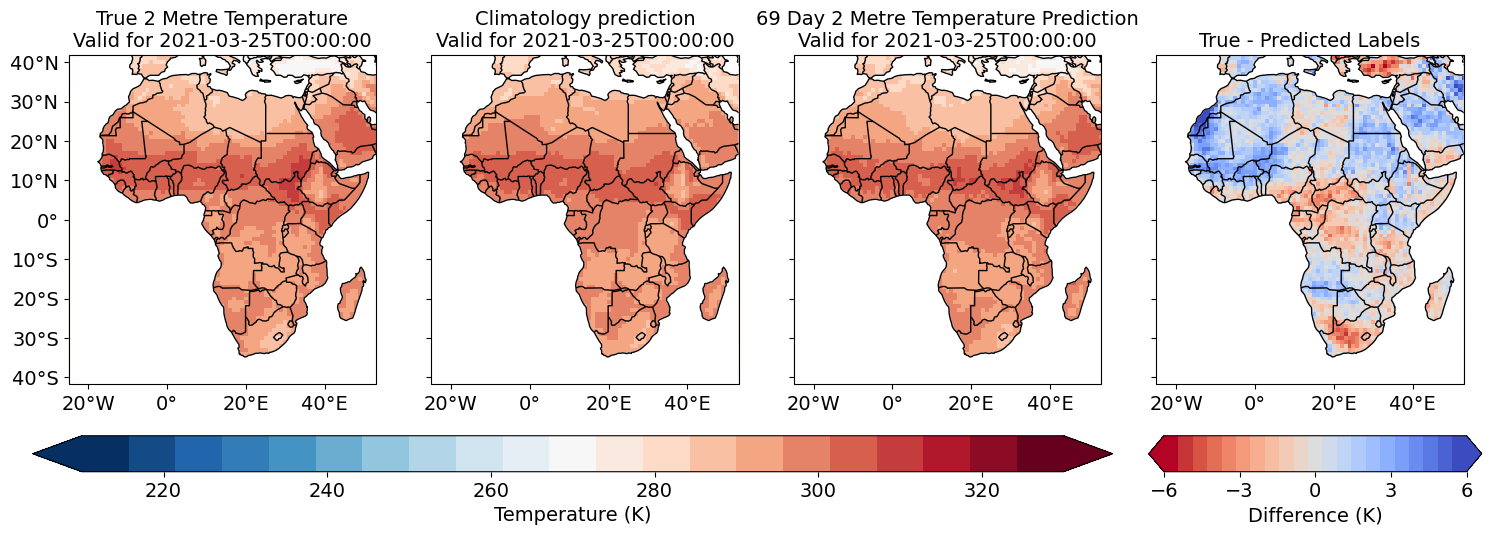 True 2 Metre Temperature
Valid for 2021-03-25T00:00:00
Climatology prediction
Valid for 2021-03-25T00:00:00
69 Day 2 Metre Temperature Prediction
Valid for 2021-03-25T00:00:00
True - Predicted Labels
40°N
30°N
20°N
10°N
0°
10°S
20°S
30°S
40°S
20°W 0° 20°E 40°E
20°W 0° 20°E 40°E
20°W 0° 20°E 40°E
20°W 0° 20°E 40°E
220 240 260 280 300 320
Temperature (K)
−6 −3 0 3 6
Difference (K)